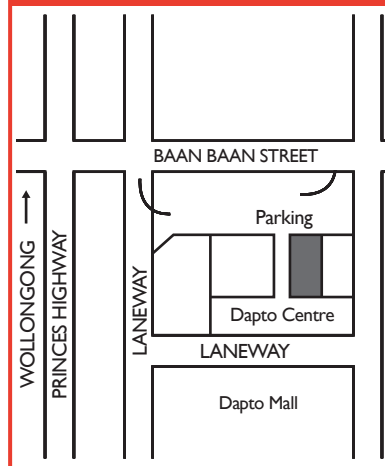 BAAN BAAN STREET
Parking
WOLLONGONG
PRINCES HIGHWAY
LANEWAY
Dapto Centre
LANEWAY
Dapto Mall